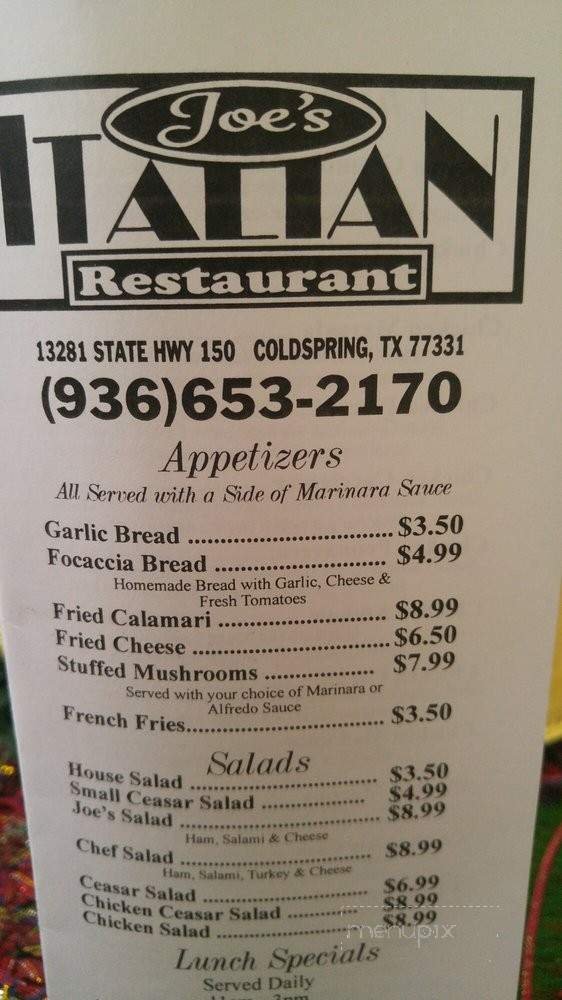 Joe's
ITALIAN
Restaurant
13281 STATE HWY 150 COLDSPRING, TX 77331
(936)653-2170
Appetizers
All Served with a Side of Marinara Sauce
Garlic Bread ................................. $3.50
Focaccia Bread ........................... $4.99
Homemade Bread with Garlic, Cheese &
Fresh Tomatoes
Fried Calamari ........................... $8.99
Fried Cheese ................................ $6.50
Stuffed Mushrooms .................. $7.99
Served with your choice of Marinara or
Alfredo Sauce
French Fries................................ $3.50
Salads
House Salad ................................ $3.50
Small Ceasar Salad .................. $4.99
Joe's Salad ................................ $8.99
Ham, Salami & Cheese
Chef Salad ................................ $8.99
Ham, Salami, Turkey & Cheese
Ceasar Salad ........................... $6.99
Chicken Ceasar Salad ............ $8.99
Chicken Salad ........................ $8.99
menupix
Lunch Specials
Served Daily
11am - 3pm